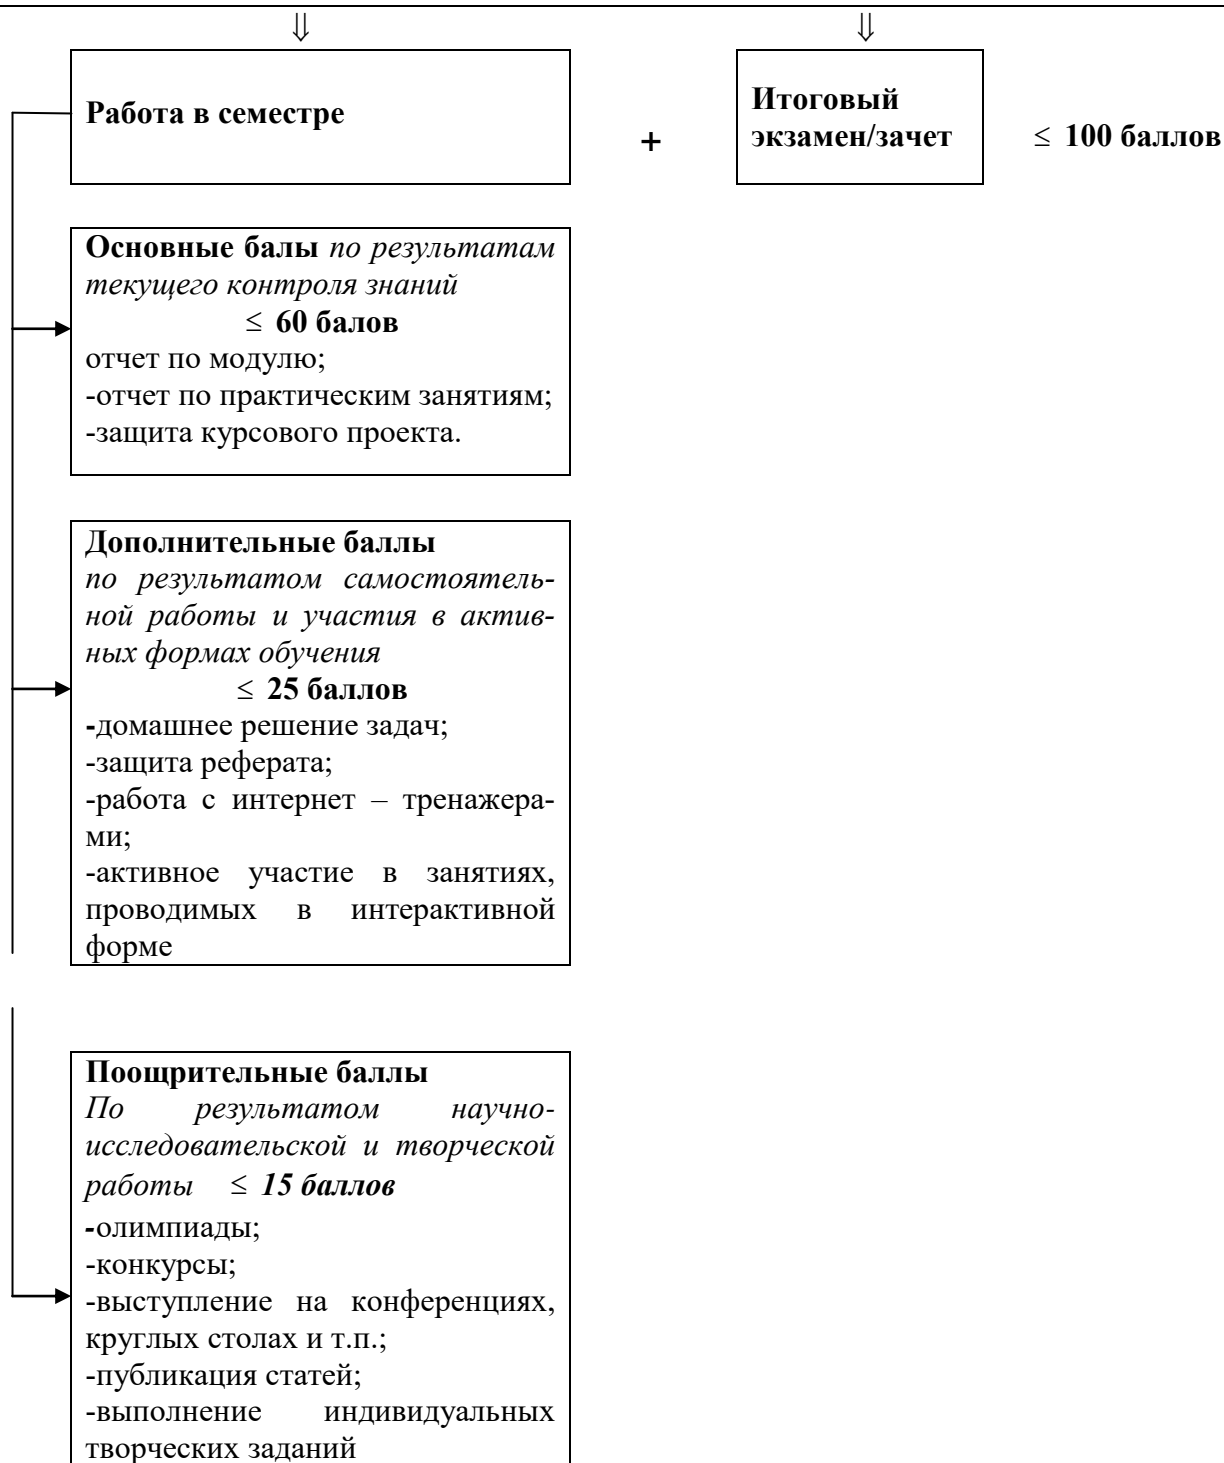 ⇓ ⇓
Работа в семестре
+
Итоговый
экзамен/зачет
≤ 100 баллов
Основные балы по результатам
текущего контроля знаний
≤ 60 балов
отчет по модулю;
-отчет по практическим занятиям;
-защита курсового проекта.
Дополнительные баллы
по результатом самостоятель-
ной работы и участия в актив-
ных формах обучения
≤ 25 баллов
-домашнее решение задач;
-защита реферата;
-работа с интернет – тренажера-
ми;
-активное участие в занятиях,
проводимых в интерактивной
форме
Поощрительные баллы
По результатом научно-
исследовательской и творческой
работы ≤ 15 баллов
-олимпиады;
-конкурсы;
-выступление на конференциях,
круглых столах и т.п.;
-публикация статей;
-выполнение индивидуальных
творческих заданий